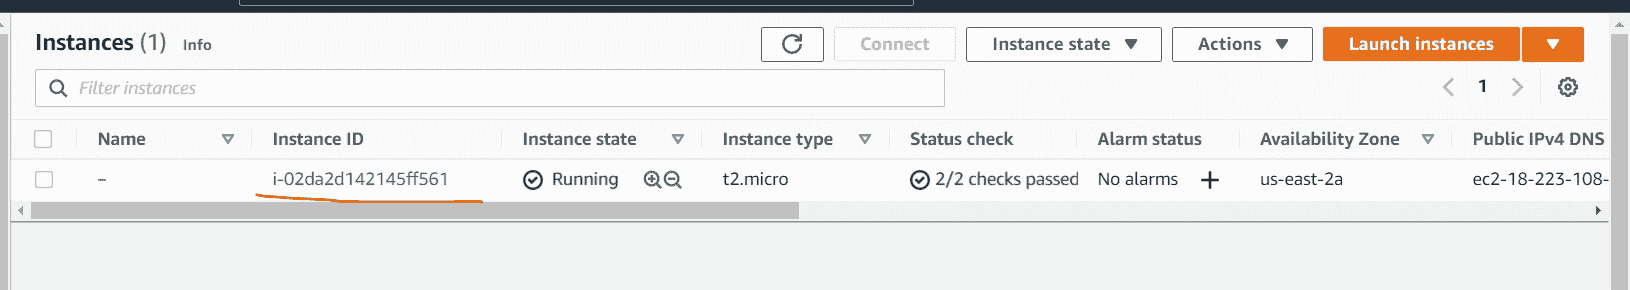 Instances (1) Info
Connect
Instance state
Actions
Launch instances
Filter instances
1
Name Instance ID Instance state Instance type Status check Alarm status Availability Zone Public IPv4 DNS
– i-02da2d142145ff561 Running t2.micro 2/2 checks passed No alarms + us-east-2a ec2-18-223-108-